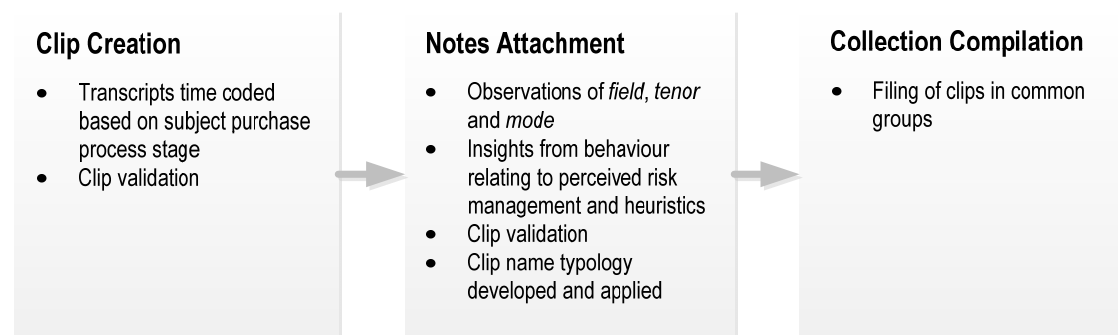 Clip Creation
• Transcripts time coded
based on subject purchase
process stage
• Clip validation
Notes Attachment
• Observations of field, tenor
and mode
• Insights from behaviour
relating to perceived risk
management and heuristics
• Clip validation
• Clip name typology
developed and applied
Collection Compilation
• Filing of clips in common
groups